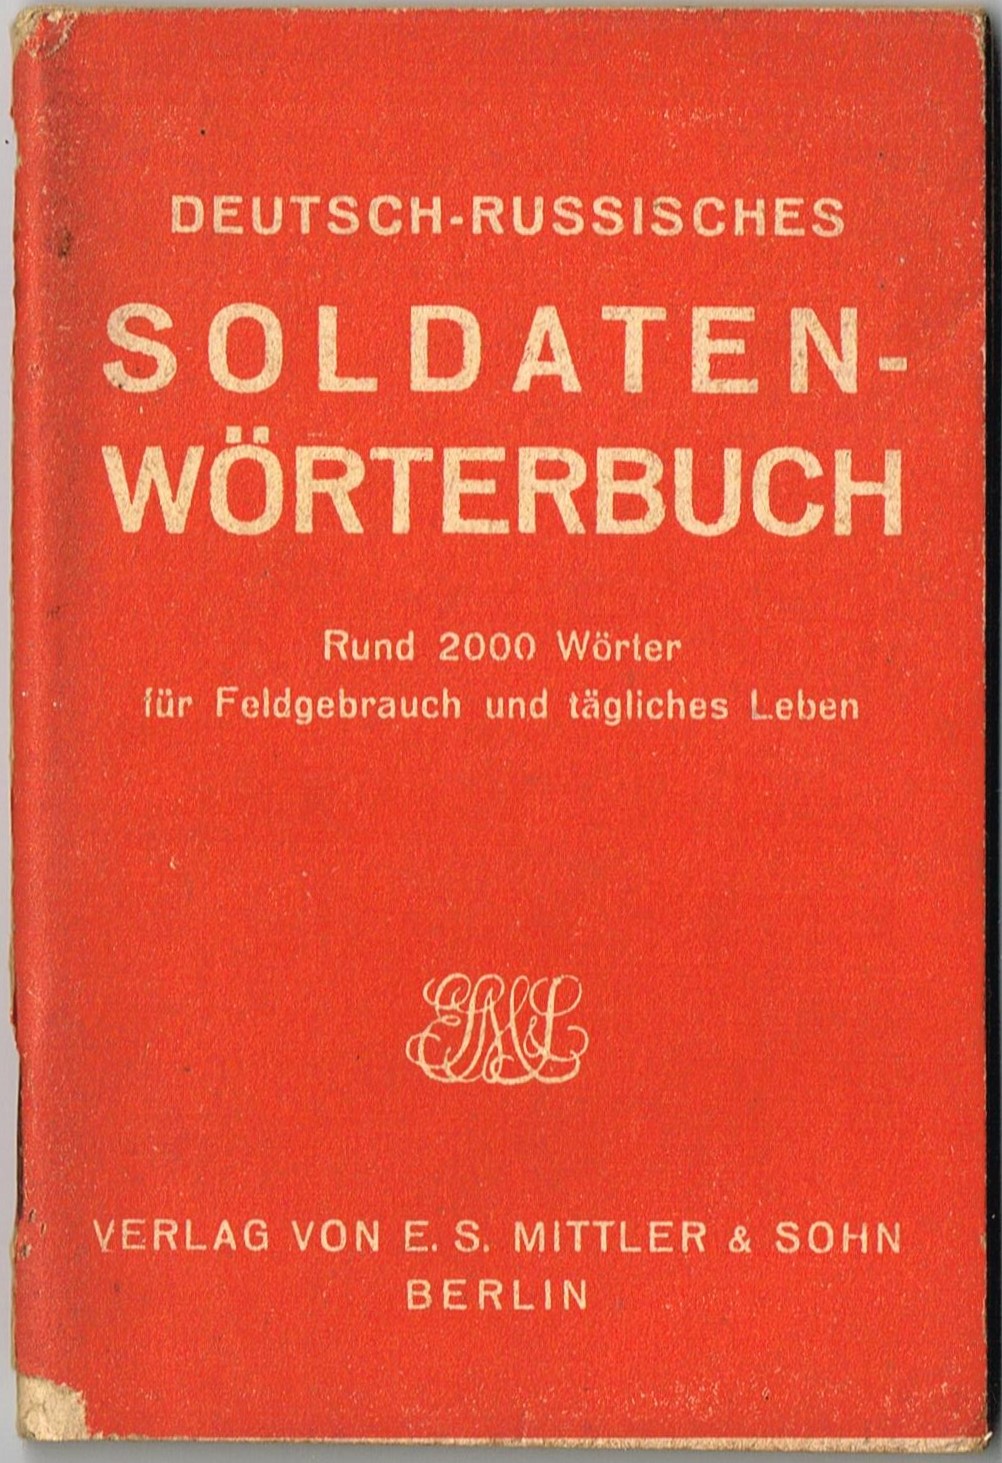 DEUTSCH-RUSSISCHES
SOLDATEN-
WÖRTERBUCH
Rund 2000 Wörter
für Feldgebrauch und tägliches Leben
VERLAG VON E. S. MITTLER & SOHN
BERLIN